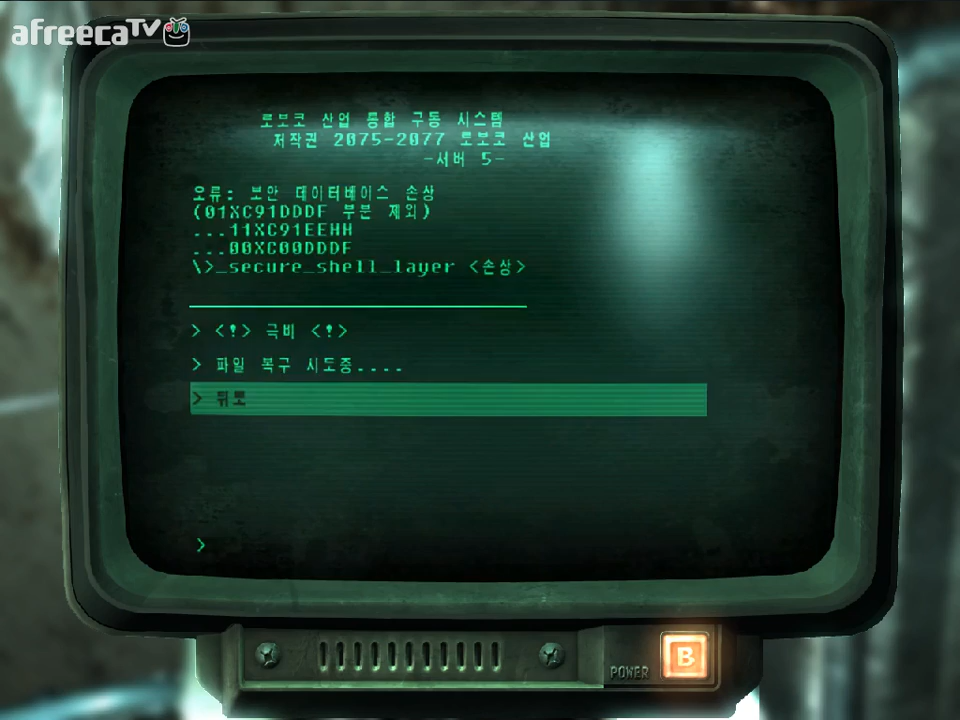 afreecaTV
로보코 산업 통합 구동 시스템
저작권 2075-2077 로보코 산업
-서버 5-
오류: 보안 데이터베이스 손상
(01XC91DDDF 부분 제외)
...11XC91EEHH
...00XC00DDDF
\>_secure_shell_layer <손상>
> <!> 극비 <!>
> 파일 복구 시도중....
> 뒤로
>
POWER
B